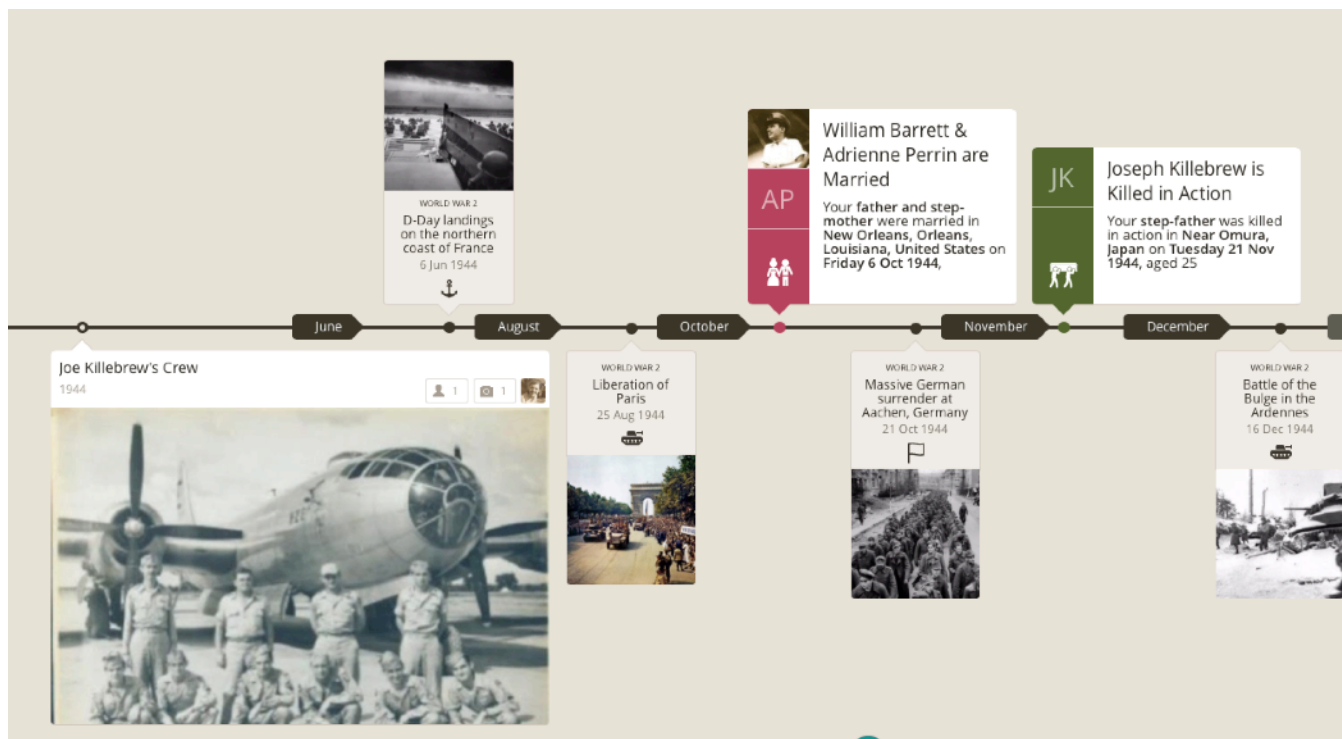 WORLD WAR 2
D-Day landings
on the northern
coast of France
6 Jun 1944
AP
William Barrett &
Adrienne Perrin are
Married
Your father and step-
mother were married in
New Orleans, Orleans,
Louisiana, United States on
Friday 6 Oct 1944,
JK
Joseph Killebrew is
Killed in Action
Your step-father was killed
in action in Near Omura,
Japan on Tuesday 21 Nov
1944, aged 25
June
August
October
November
December
Joe Killebrew's Crew
1944
1
1
WORLD WAR 2
Liberation of
Paris
25 Aug 1944
WORLD WAR 2
Massive German
surrender at
Aachen, Germany
21 Oct 1944
WORLD WAR 2
Battle of the
Bulge in the
Ardennes
16 Dec 1944